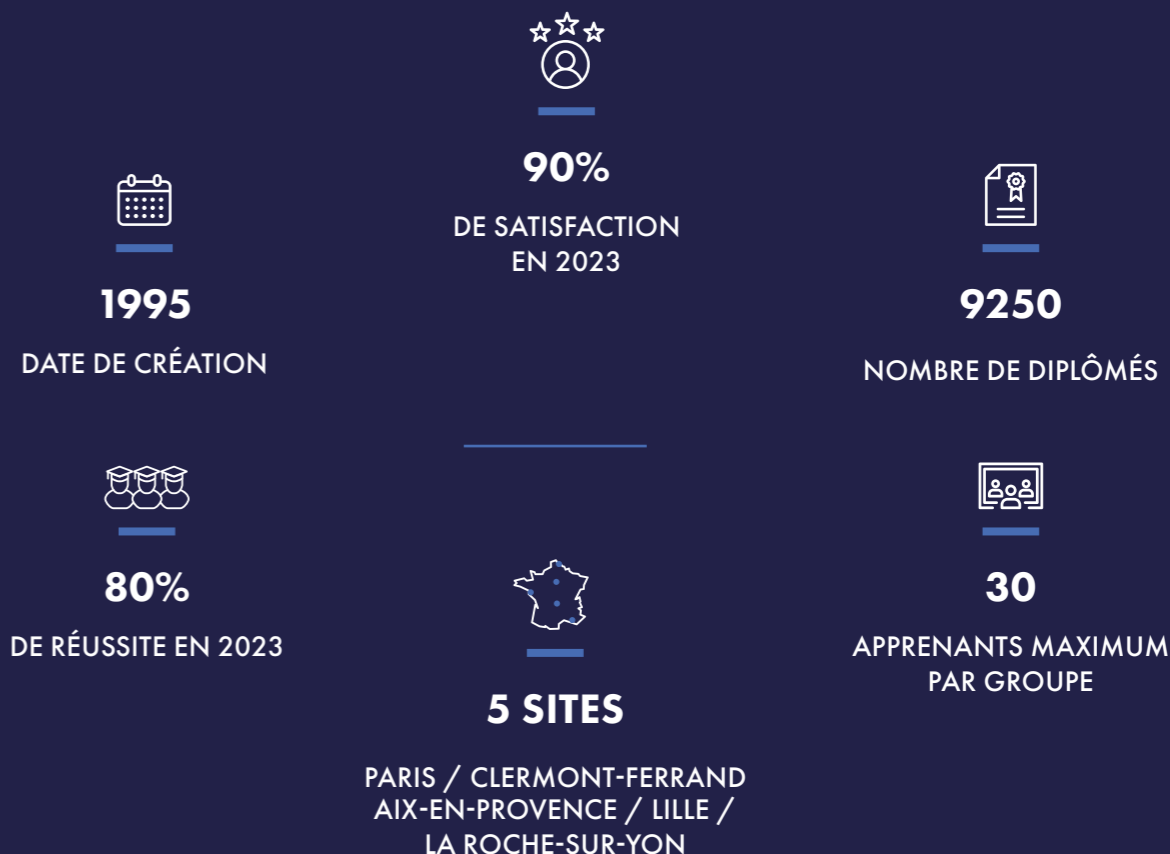 90%
DE SATISFACTION
EN 2023
1995
DATE DE CRÉATION
9250
NOMBRE DE DIPLÔMÉS
80%
DE RÉUSSITE EN 2023
5 SITES
PARIS / CLERMONT-FERRAND
AIX-EN-PROVENCE / LILLE /
LA ROCHE-SUR-YON
30
APPRENANTS MAXIMUM
PAR GROUPE